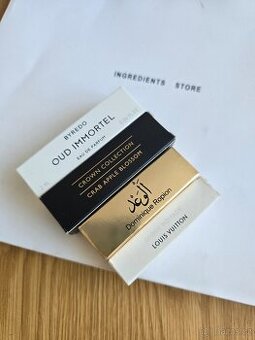 INGREDIENTS STORE
BYREDO
OUD IMMORTEL
EAU DE PARFUM
CROWN COLLECTION
CRAB APPLE BLOSSOM
الوعد
Dominique Ropion
LOUIS VUITTON